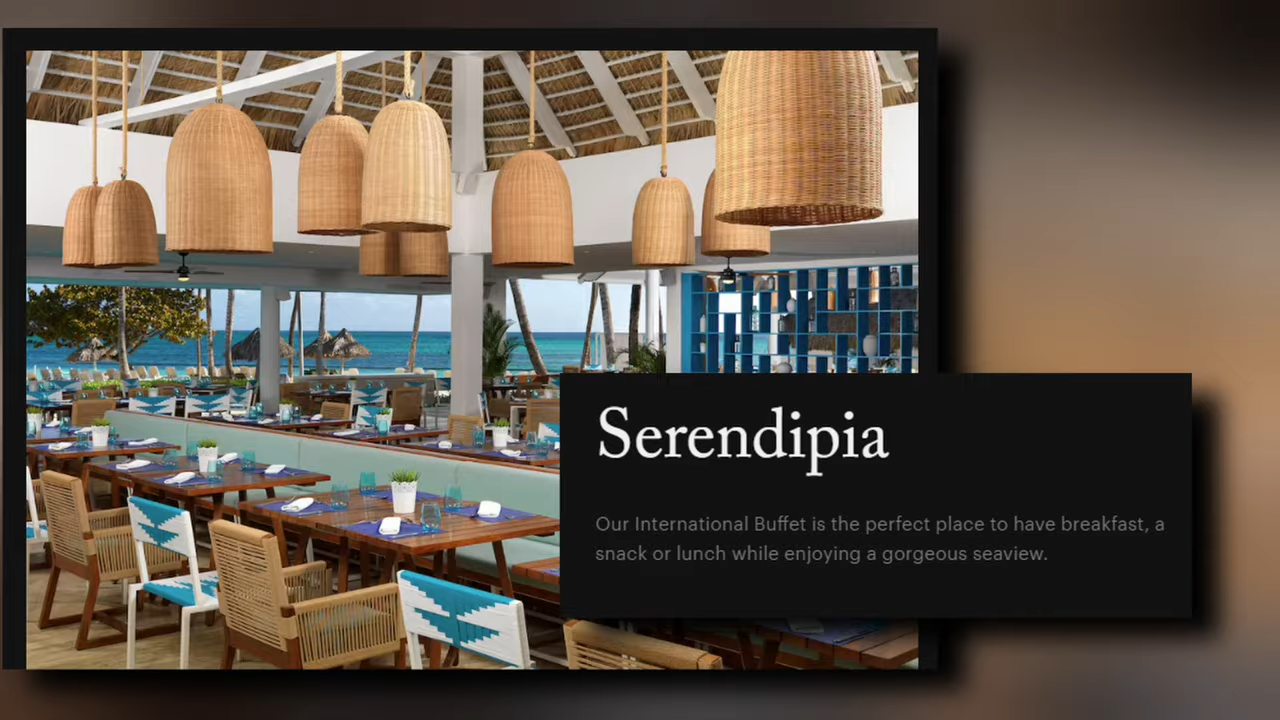 Serendipia
Our International Buffet is the perfect place to have breakfast, a
snack or lunch while enjoying a gorgeous seaview.